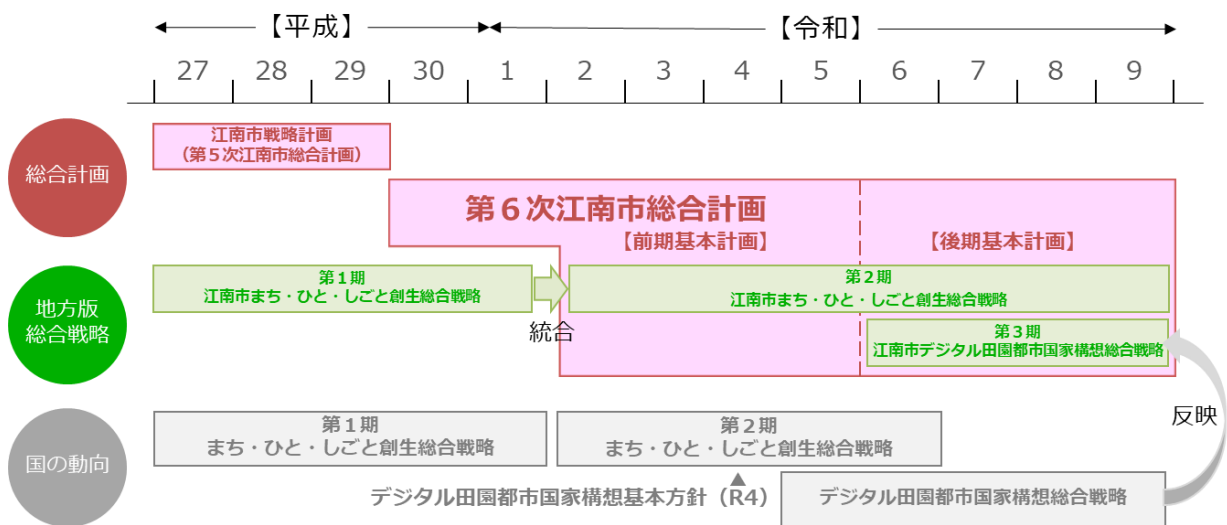 【平成】
【令和】
27 28 29 30 1 2 3 4 5 6 7 8 9
総合計画
江南市戦略計画
（第５次江南市総合計画）
第６次江南市総合計画
【前期基本計画】
【後期基本計画】
地方版
総合戦略
第１期
江南市まち・ひと・しごと創生総合戦略
統合
第２期
江南市まち・ひと・しごと創生総合戦略
第３期
江南市デジタル田園都市国家構想総合戦略
反映
国の動向
第１期
まち・ひと・しごと創生総合戦略
第２期
まち・ひと・しごと創生総合戦略
デジタル田園都市国家構想基本方針（R4）
デジタル田園都市国家構想総合戦略